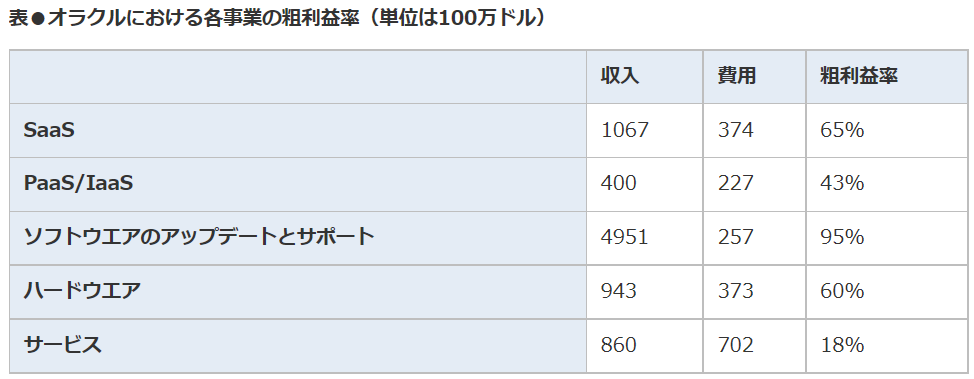 表●オラクルにおける各事業の粗利益率（単位は100万ドル）
収入 費用 粗利益率
SaaS 1067 374 65%
PaaS/IaaS 400 227 43%
ソフトウエアのアップデートとサポート 4951 257 95%
ハードウエア 943 373 60%
サービス 860 702 18%